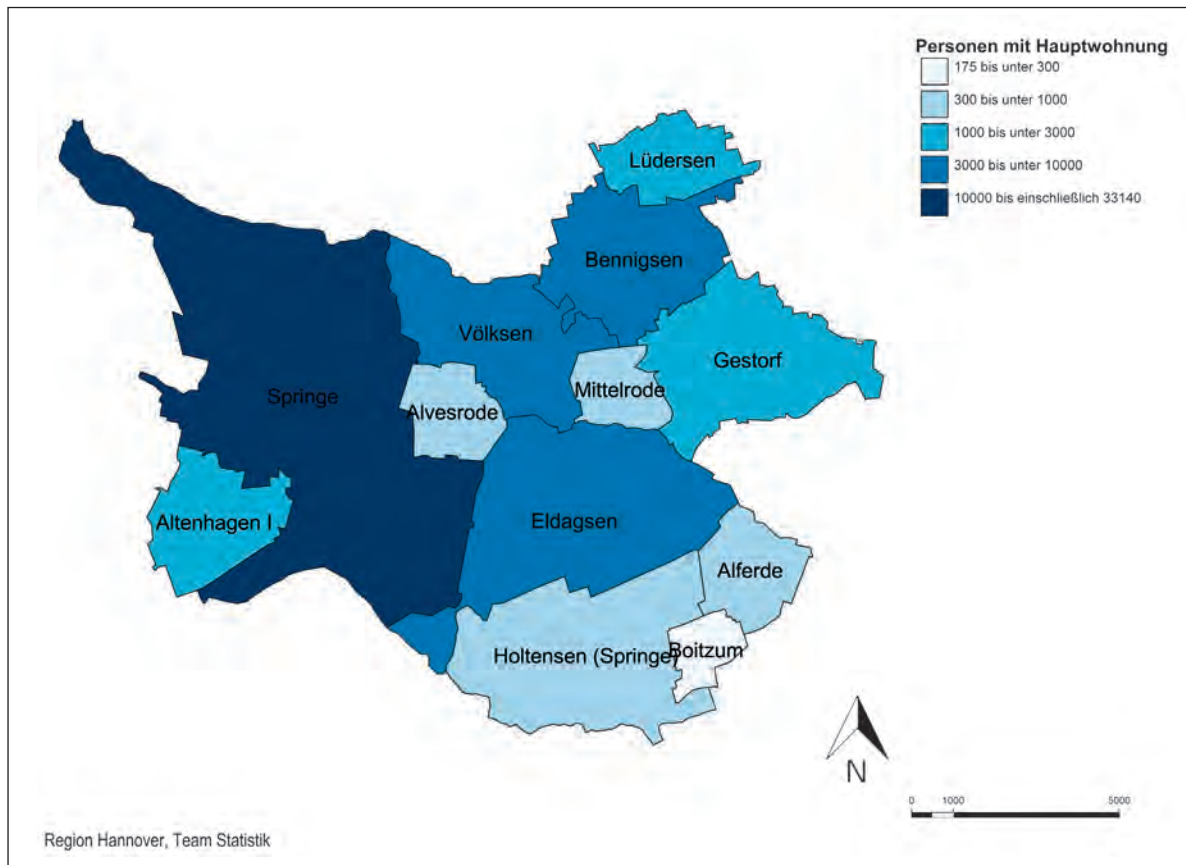 Personen mit Hauptwohnung
175 bis unter 300
300 bis unter 1000
1000 bis unter 3000
3000 bis unter 10000
10000 bis einschließlich 33140
Lüdersen
Bennigsen
Völksen
Gestorf
Mittelrode
Springe
Alvesrode
Altenhagen I
Eldagsen
Alferde
Boitzum
Holtensen (Springe)
N
0 1000 5000
Region Hannover, Team Statistik